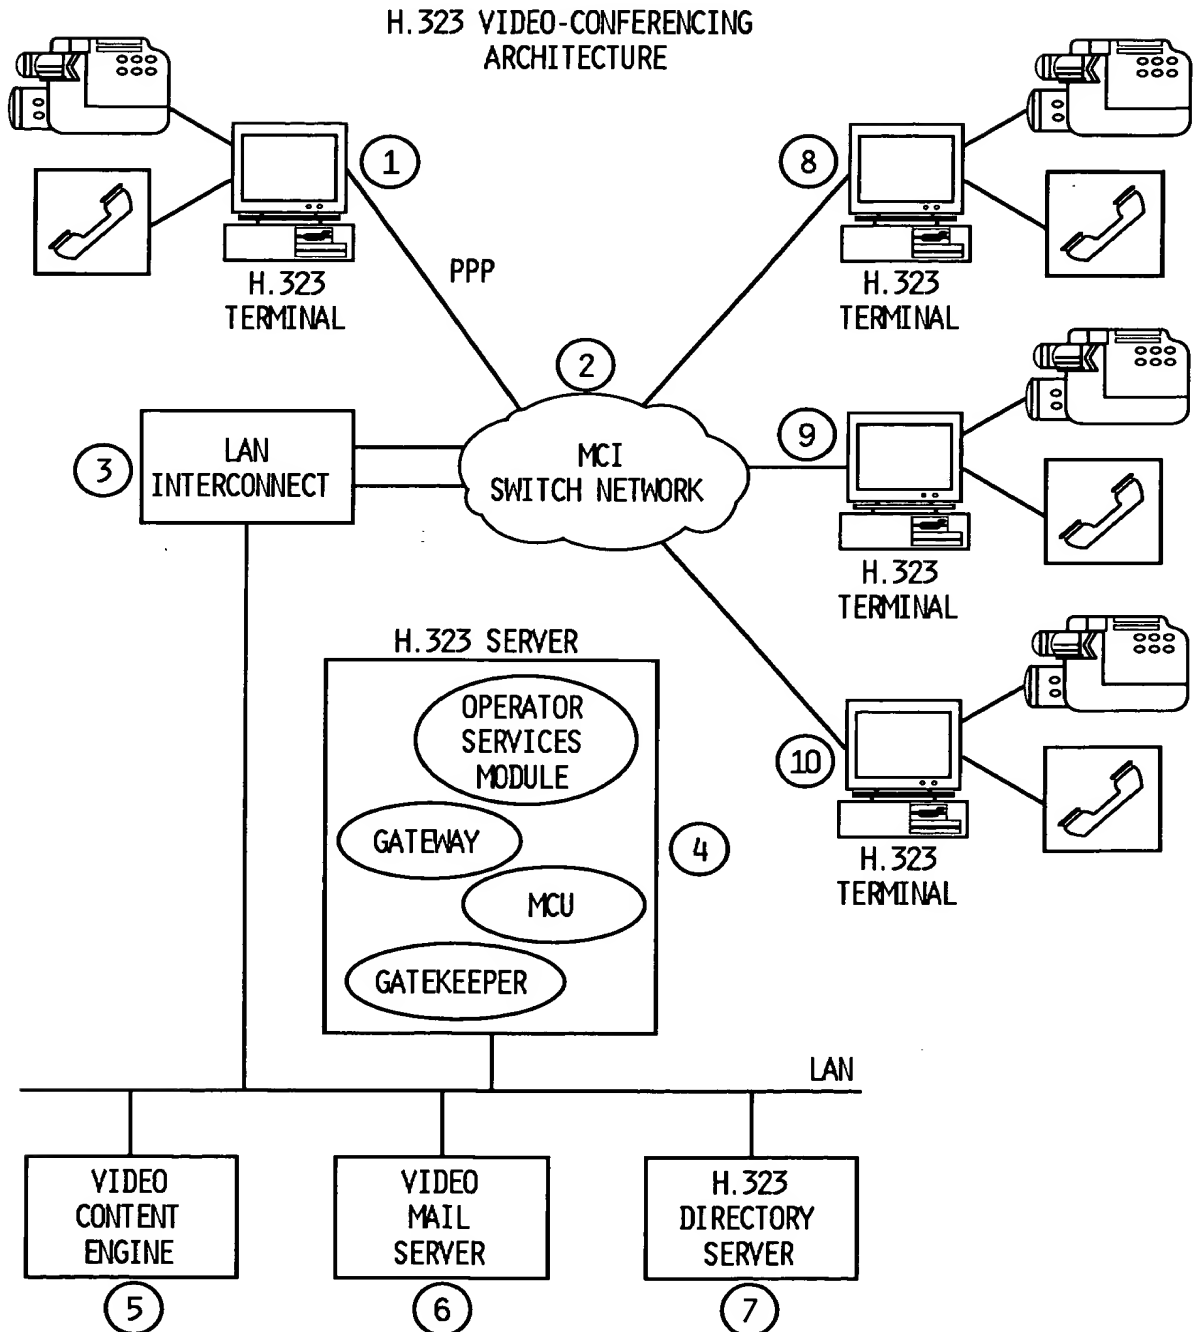 H.323 VIDEO-CONFERENCING
ARCHITECTURE
1
8
PPP
H.323
TERMINAL
H.323
TERMINAL
2
3
LAN
INTERCONNECT
MCI
SWITCH NETWORK
9
H.323
TERMINAL
H.323 SERVER
OPERATOR
SERVICES
MODULE
GATEWAY
MCU
GATEKEEPER
4
10
H.323
TERMINAL
LAN
VIDEO
CONTENT
ENGINE
VIDEO
MAIL
SERVER
H.323
DIRECTORY
SERVER
5
6
7